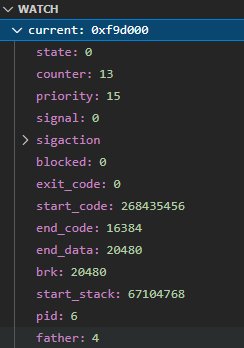 WATCH
current: 0xf9d000
state: 0
counter: 13
priority: 15
signal: 0
sigaction
blocked: 0
exit_code: 0
start_code: 268435456
end_code: 16384
end_data: 20480
brk: 20480
start_stack: 67104768
pid: 6
father: 4